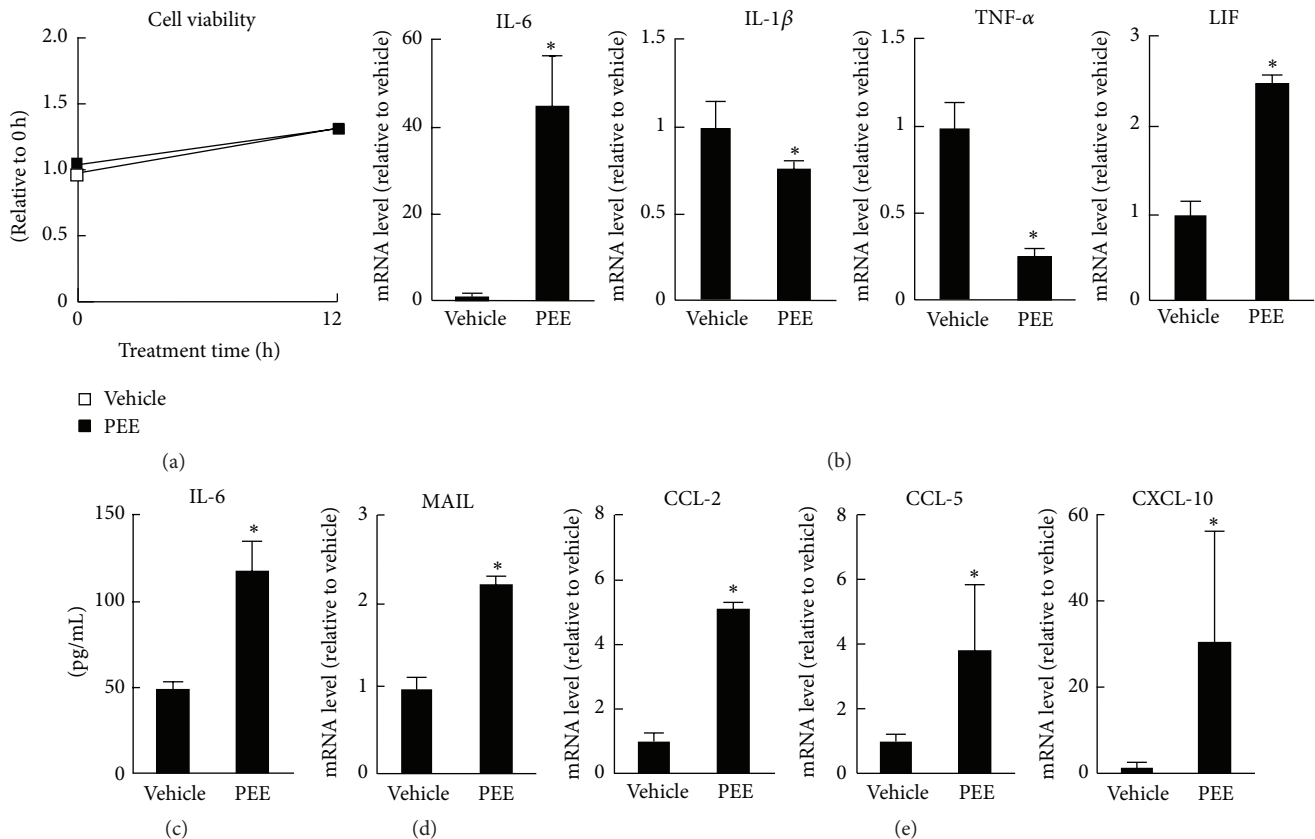 Cell viability
(Relative to 0 h)
2.0
1.5
1.0
0.5
0
0
12
Treatment time (h)
Vehicle
PEE
(a)
IL-6
mRNA level (relative to vehicle)
60
40
20
0
Vehicle
PEE
*
IL-1β
mRNA level (relative to vehicle)
1.5
1
0.5
0
Vehicle
PEE
*
TNF-α
mRNA level (relative to vehicle)
1.5
1
0.5
0
Vehicle
PEE
*
LIF
mRNA level (relative to vehicle)
3
2
1
0
Vehicle
PEE
*
(b)
IL-6
(pg/mL)
150
100
50
0
Vehicle
PEE
*
(c)
MAIL
mRNA level (relative to vehicle)
3
2
1
0
Vehicle
PEE
*
(d)
CCL-2
mRNA level (relative to vehicle)
8
6
4
2
0
Vehicle
PEE
*
CCL-5
mRNA level (relative to vehicle)
8
6
4
2
0
Vehicle
PEE
*
CXCL-10
mRNA level (relative to vehicle)
60
40
20
0
Vehicle
PEE
*
(e)